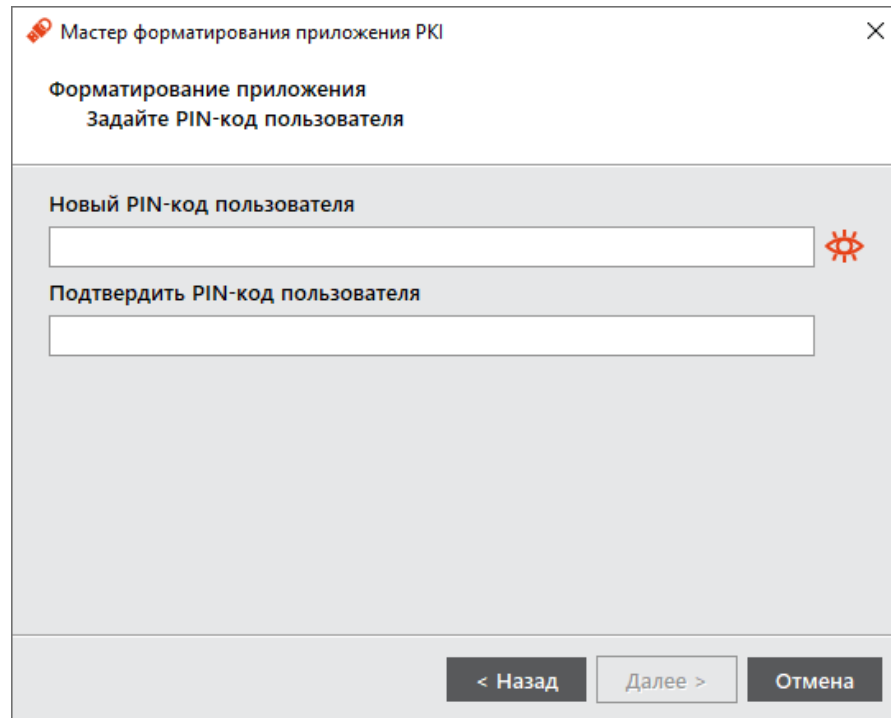 Мастер форматирования приложения PKI
Форматирование приложения
Задайте PIN-код пользователя
Новый PIN-код пользователя
Подтвердить PIN-код пользователя
< Назад
Далее >
Отмена